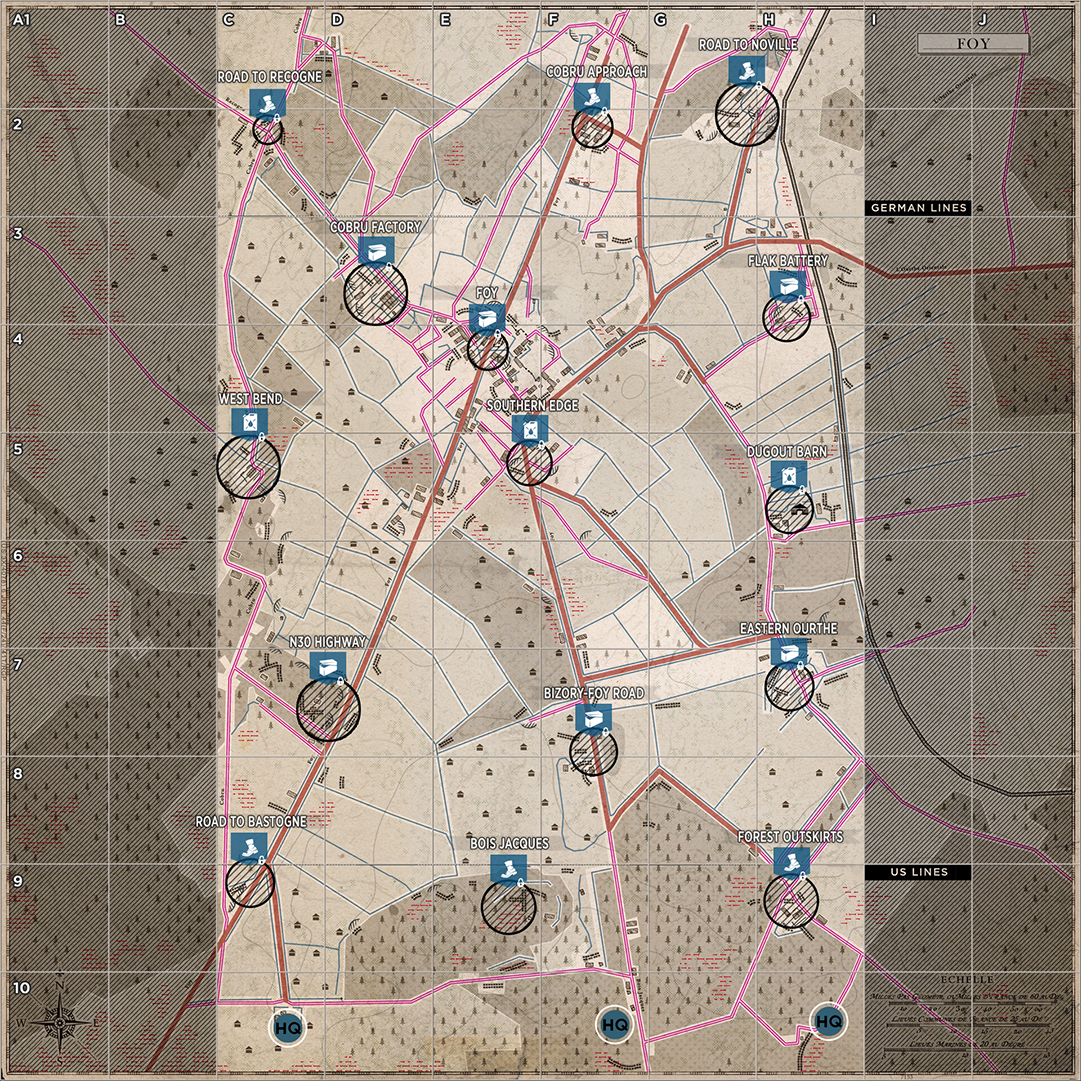 A1
B
C
D
E
F
G
H
I
J
FOY
ROAD TO NOVILLE
COBRU APPROACH
ROAD TO RECOGNE
2
GERMAN LINES
3
COBRU FACTORY
FLAK BATTERY
FOY
4
WEST BEND
SOUTHERN EDGE
5
DUGOUT BARN
6
EASTERN OURTHE
N30 HIGHWAY
7
BIZORY-FOY ROAD
8
ROAD TO BASTOGNE
FOREST OUTSKIRTS
BOIS JACQUES
9
US LINES
10
ECHELLE
N
W
E
S
HQ
HQ
HQ